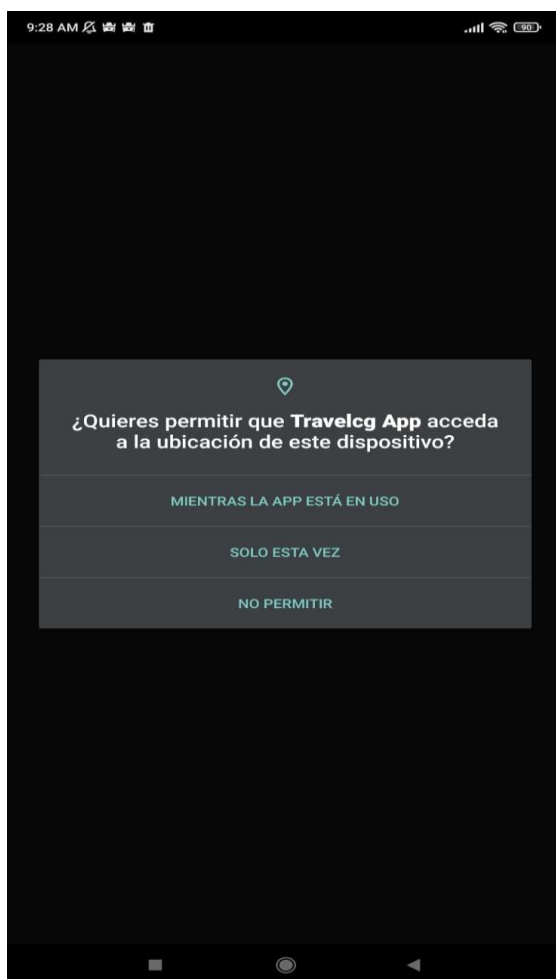 9:28 AM 90
¿Quieres permitir que Travelcg App acceda
a la ubicación de este dispositivo?
MIENTRAS LA APP ESTÁ EN USO
SOLO ESTA VEZ
NO PERMITIR